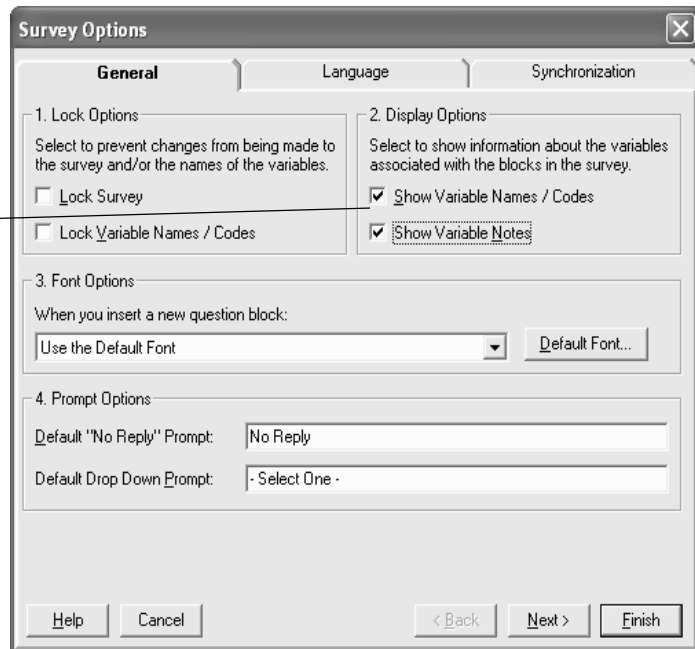 Survey Options
General
Language
Synchronization
1. Lock Options
Select to prevent changes from being made to
the survey and/or the names of the variables.
Lock Survey
Lock Variable Names / Codes
2. Display Options
Select to show information about the variables
associated with the blocks in the survey.
Show Variable Names / Codes
Show Variable Notes
3. Font Options
When you insert a new question block:
Use the Default Font
Default Font...
4. Prompt Options
Default "No Reply" Prompt:
No Reply
Default Drop Down Prompt:
- Select One -
Help
Cancel
< Back
Next >
Finish